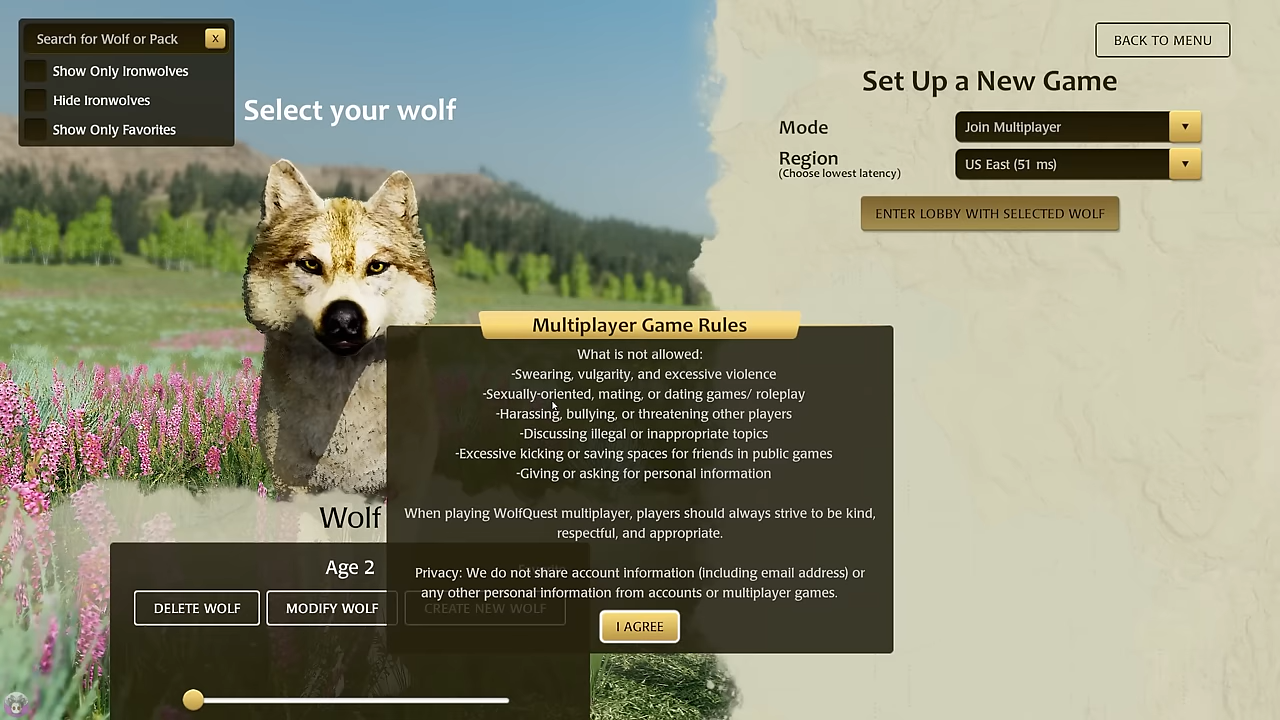 Search for Wolf or Pack
X
Show Only Ironwolves
Hide Ironwolves
Show Only Favorites
Select your wolf
BACK TO MENU
Set Up a New Game
Mode
Join Multiplayer
Region
(Choose lowest latency)
US East (51 ms)
ENTER LOBBY WITH SELECTED WOLF
Multiplayer Game Rules
What is not allowed:
-Swearing, vulgarity, and excessive violence
-Sexually-oriented, mating, or dating games/ roleplay
-Harassing, bullying, or threatening other players
-Discussing illegal or inappropriate topics
-Excessive kicking or saving spaces for friends in public games
-Giving or asking for personal information
When playing WolfQuest multiplayer, players should always strive to be kind,
respectful, and appropriate.
Privacy: We do not share account information (including email address) or
any other personal information from accounts or multiplayer games.
I AGREE
Wolf
Age 2
DELETE WOLF
MODIFY WOLF
CREATE NEW WOLF